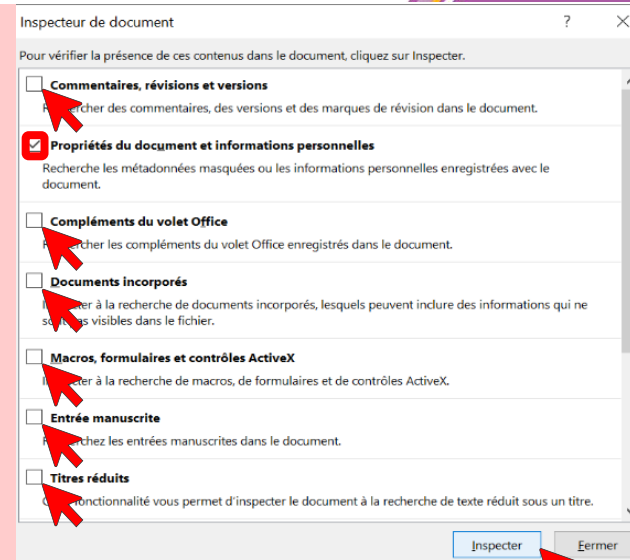 Inspecteur de document ?
Pour vérifier la présence de ces contenus dans le document, cliquez sur Inspecter.
Commentaires, révisions et versions
des commentaires, des versions et des marques de révision dans le document.
Propriétés du document et informations personnelles
Recherche les métadonnées masquées ou les informations personnelles enregistrées avec le
document.
Compléments du volet Office
les compléments du volet Office enregistrés dans le document.
Documents incorporés
à la recherche de documents incorporés, lesquels peuvent inclure des informations qui ne
visibles dans le fichier.
Macros, formulaires et contrôles ActiveX
à la recherche de macros, de formulaires et de contrôles ActiveX.
Entrée manuscrite
les entrées manuscrites dans le document.
Titres réduits
fonctionnalité vous permet d'inspecter le document à la recherche de texte réduit sous un titre.
Inspecter Fermer